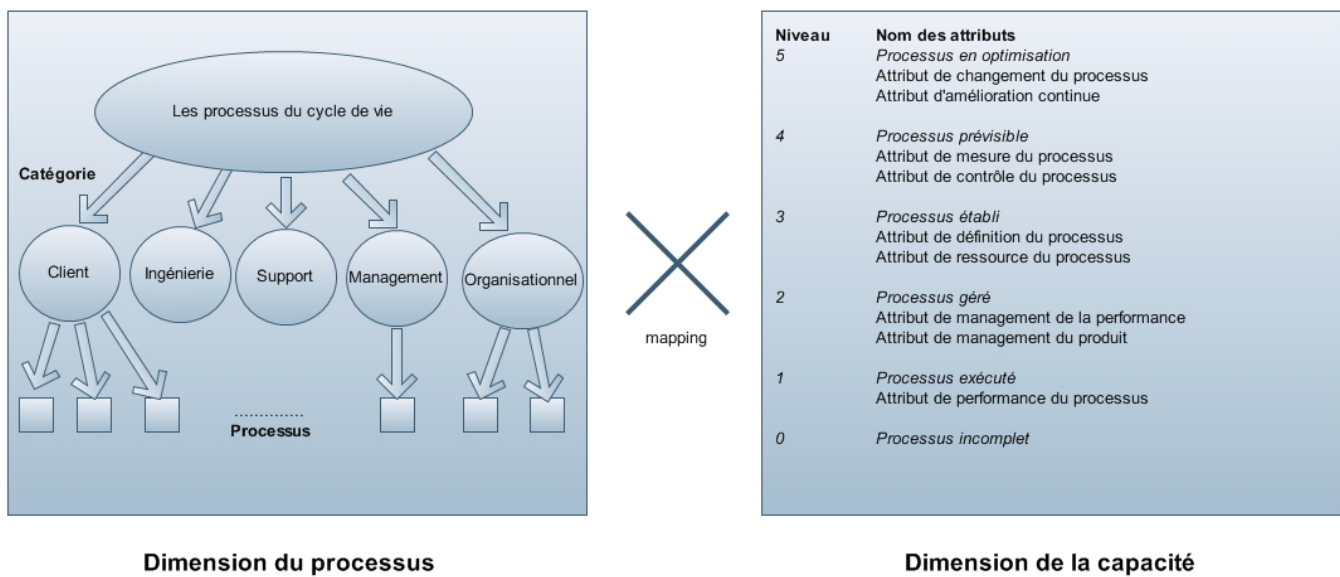 Les processus du cycle de vie
Catégorie
Client
Ingénierie
Support
Management
Organisationnel
.............
Processus
Dimension du processus
mapping
Niveau Nom des attributs
5 Processus en optimisation
Attribut de changement du processus
Attribut d'amélioration continue
4 Processus prévisible
Attribut de mesure du processus
Attribut de contrôle du processus
3 Processus établi
Attribut de définition du processus
Attribut de ressource du processus
2 Processus géré
Attribut de management de la performance
Attribut de management du produit
1 Processus exécuté
Attribut de performance du processus
0 Processus incomplet
Dimension de la capacité